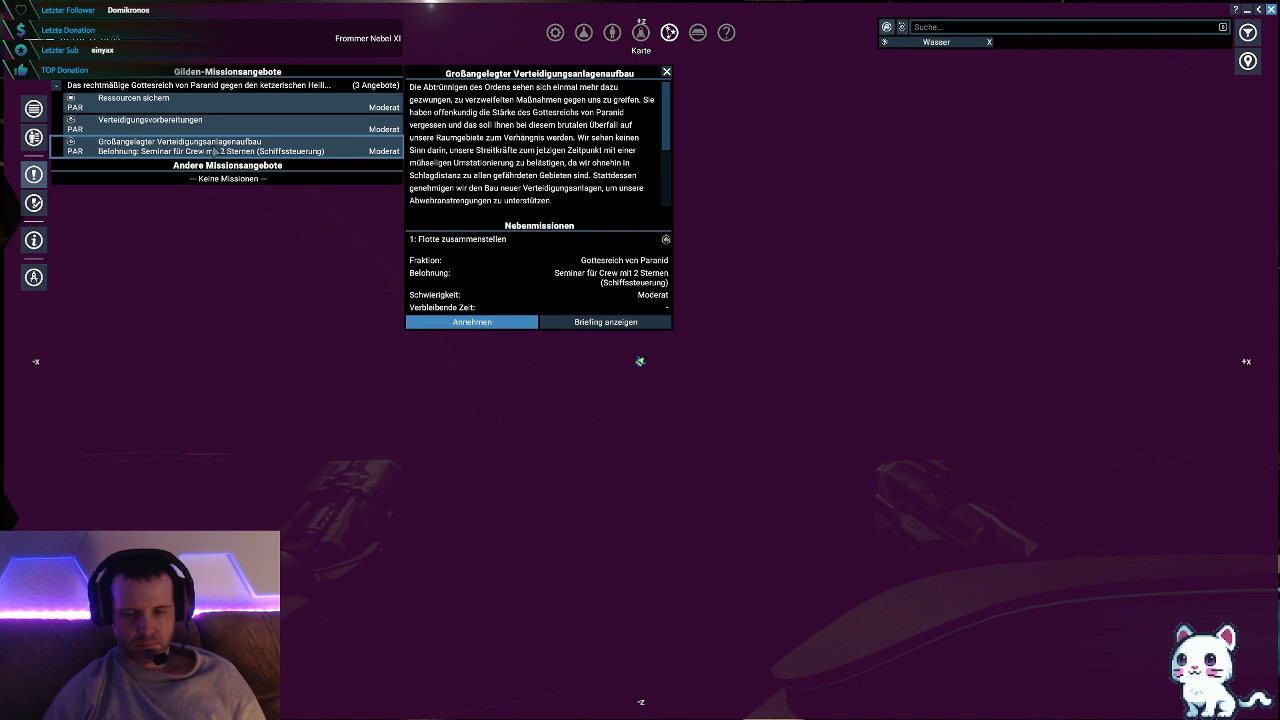 Letzter Follower Domikronos
Letzte Donation
Letzter Sub sinyax
TOP Donation
Frommer Nebel XI
+Z
Karte
Suche...
Wasser X
Gilden-Missionsangebote
Das rechtmäßige Gottesreich von Paranid gegen den ketzerischen Heili... (3 Angebote)
Ressourcen sichern
PAR Moderat
Verteidigungsvorbereitungen
PAR Moderat
Großangelegter Verteidigungsanlagenaufbau
PAR Belohnung: Seminar für Crew mit 2 Sternen (Schiffssteuerung) Moderat
Andere Missionsangebote
--- Keine Missionen ---
Großangelegter Verteidigungsanlagenaufbau
Die Abtrünnigen des Ordens sehen sich einmal mehr dazu
gezwungen, zu verzweifelten Maßnahmen gegen uns zu greifen. Sie
haben offenkundig die Stärke des Gottesreichs von Paranid
vergessen und das soll ihnen bei diesem brutalen Überfall auf
unsere Raumgebiete zum Verhängnis werden. Wir sehen keinen
Sinn darin, unsere Streitkräfte zum jetzigen Zeitpunkt mit einer
mühseligen Umstationierung zu belästigen, da wir ohnehin in
Schlagdistanz zu allen gefährdeten Gebieten sind. Stattdessen
genehmigen wir den Bau neuer Verteidigungsanlagen, um unsere
Abwehranstrengungen zu unterstützen.
Nebenmissionen
1: Flotte zusammenstellen
Fraktion: Gottesreich von Paranid
Belohnung: Seminar für Crew mit 2 Sternen
(Schiffssteuerung)
Schwierigkeit: Moderat
Verbleibende Zeit: -
Annehmen Briefing anzeigen
-X
+X
-Z